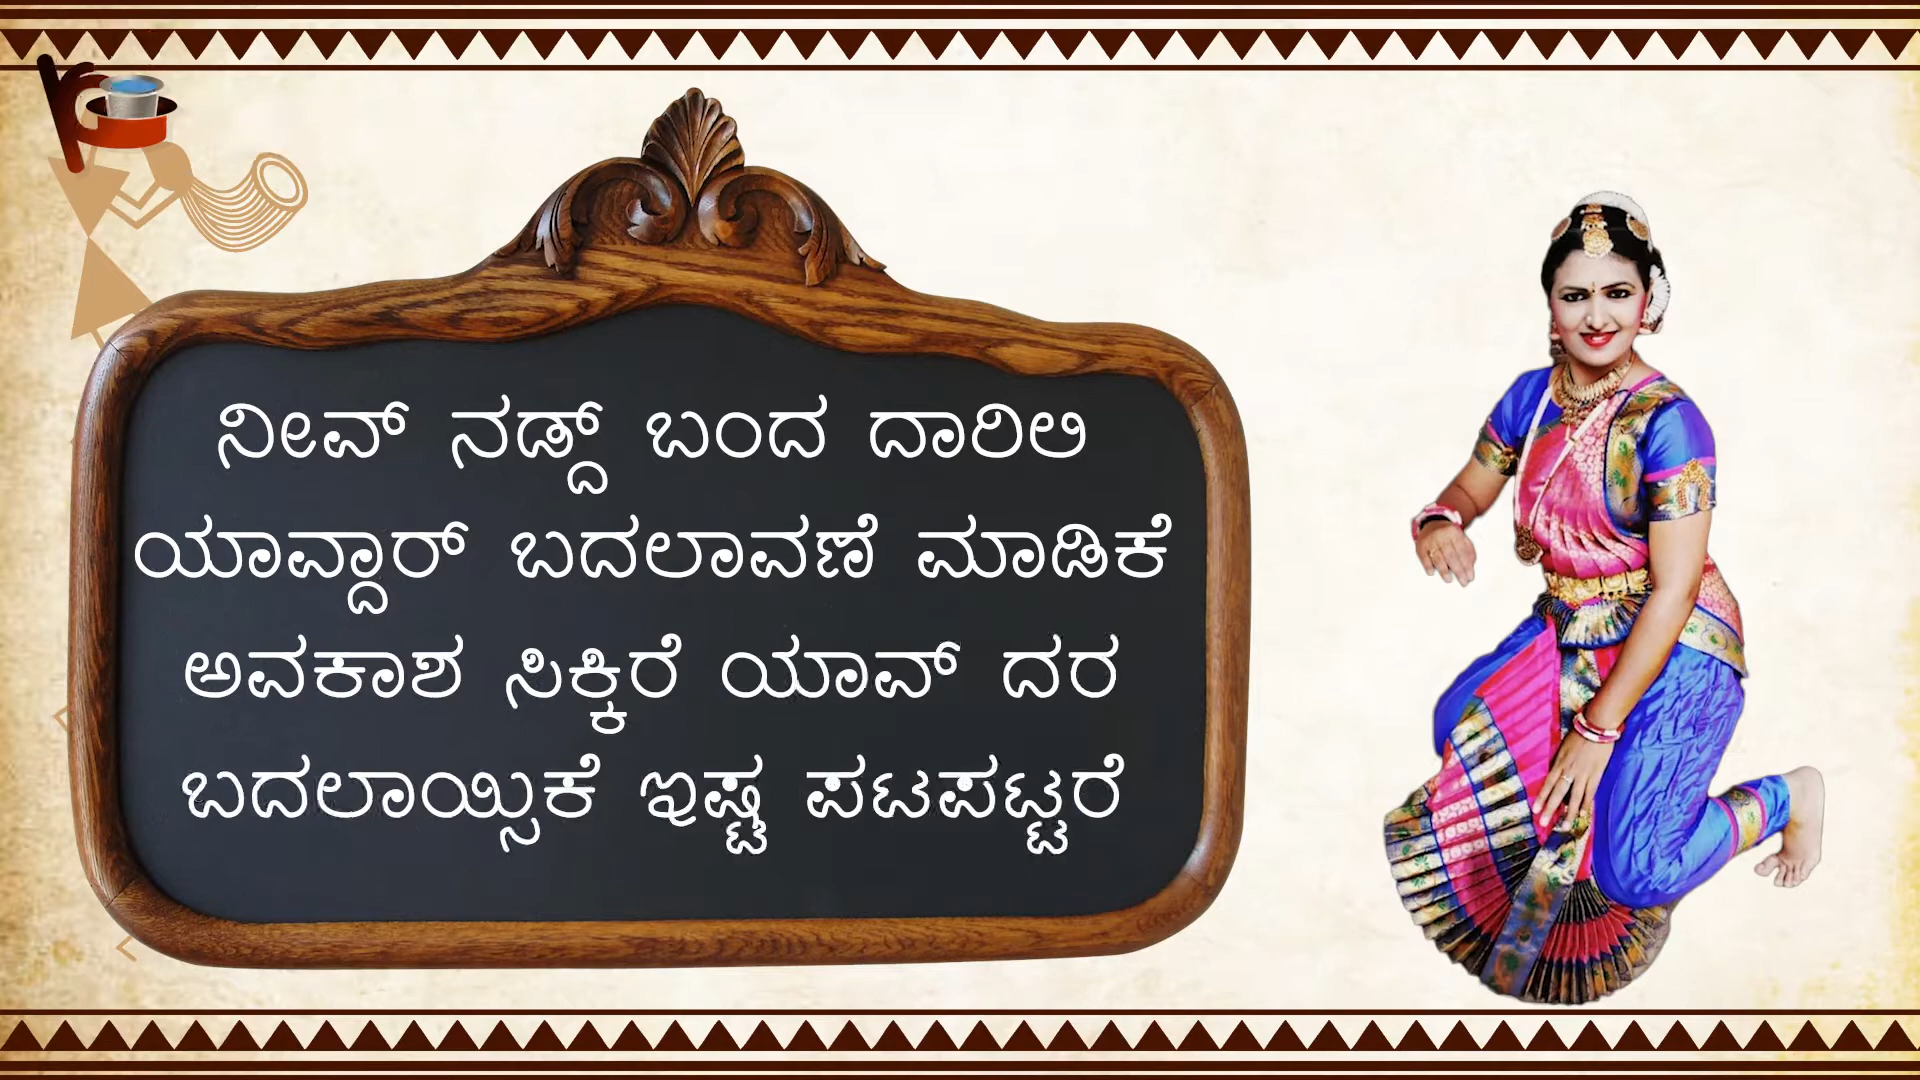 ನೀವ್ ನಡ್ದ್ ಬಂದ ದಾರಿಲಿ
ಯಾವ್ದಾರ್ ಬದಲಾವಣೆ ಮಾಡಿಕೆ
ಅವಕಾಶ ಸಿಕ್ಕಿರೆ ಯಾವ್ ದರ
ಬದಲಾಯ್ಸಿಕೆ ಇಷ್ಟ ಪಟಪಟ್ಟರೆ